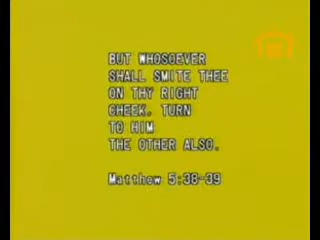 BUT WHOSOEVER
SHALL SMITE THEE
ON THY RIGHT
CHEEK, TURN
TO HIM
THE OTHER ALSO.
Matthew 5:38-39